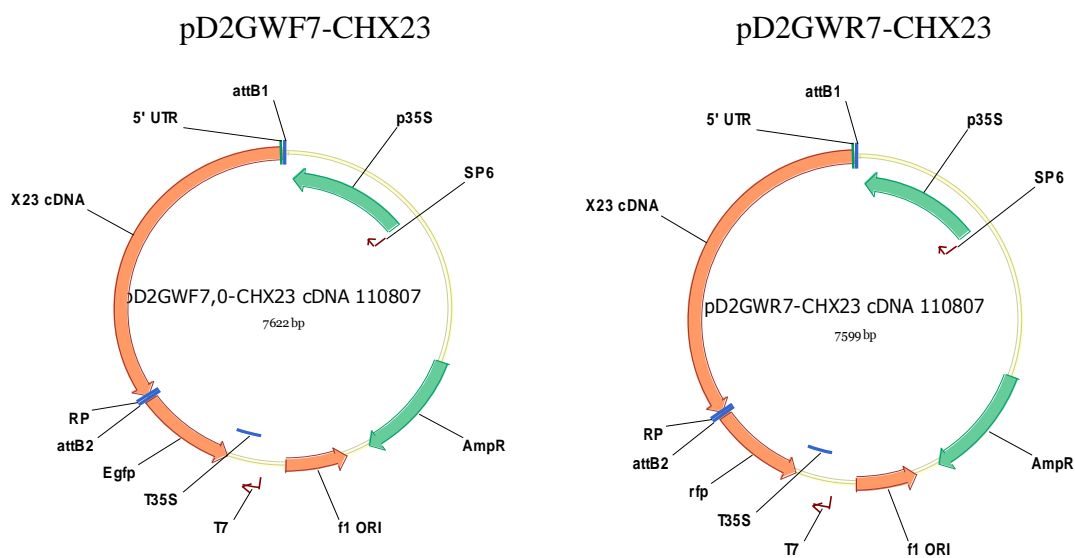 pD2GWF7-CHX23
attB1
5' UTR
p35S
SP6
X23 cDNA
pD2GWF7,0-CHX23 cDNA 110807
7622 bp
RP
attB2
Egfp
AmpR
T35S
T7
f1 ORI
pD2GWR7-CHX23
attB1
5' UTR
p35S
SP6
X23 cDNA
pD2GWR7-CHX23 cDNA 110807
7599 bp
RP
attB2
rfp
AmpR
T35S
T7
f1 ORI